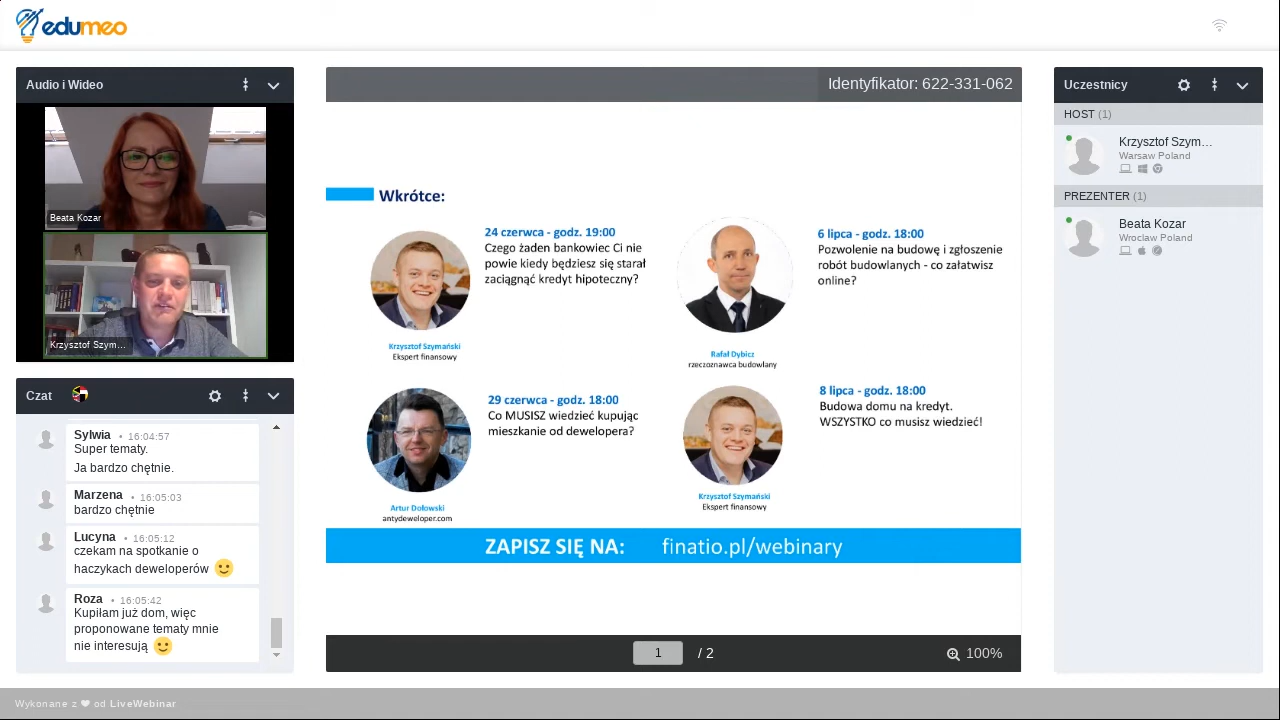 edumeo
Audio i Wideo
Beata Kozar
Krzysztof Szym...
Czat
Sylwia • 16:04:57
Super tematy.
Ja bardzo chętnie.
Marzena • 16:05:03
bardzo chętnie
Lucyna • 16:05:12
czekam na spotkanie o
haczykach deweloperów
Roza • 16:05:42
Kupiłam już dom, więc
proponowane tematy mnie
nie interesują
Identyfikator: 622-331-062
Wkrótce:
24 czerwca - godz. 19:00
Czego żaden bankowiec Ci nie
powie kiedy będziesz się starał
zaciągnąć kredyt hipoteczny?
Krzysztof Szymański
Ekspert finansowy
6 lipca - godz. 18:00
Pozwolenie na budowę i zgłoszenie
robót budowlanych - co załatwisz
online?
Rafał Dybicz
rzeczoznawca budowlany
29 czerwca - godz. 18:00
Co MUSISZ wiedzieć kupując
mieszkanie od dewelopera?
Artur Dołowski
antydeweloper.com
8 lipca - godz. 18:00
Budowa domu na kredyt.
WSZYSTKO co musisz wiedzieć!
Krzysztof Szymański
Ekspert finansowy
ZAPISZ SIĘ NA: finatio.pl/webinary
1 / 2
100%
Uczestnicy
HOST (1)
Krzysztof Szym...
Warsaw Poland
PREZENTER (1)
Beata Kozar
Wroclaw Poland
Wykonane z ❤ od LiveWebinar